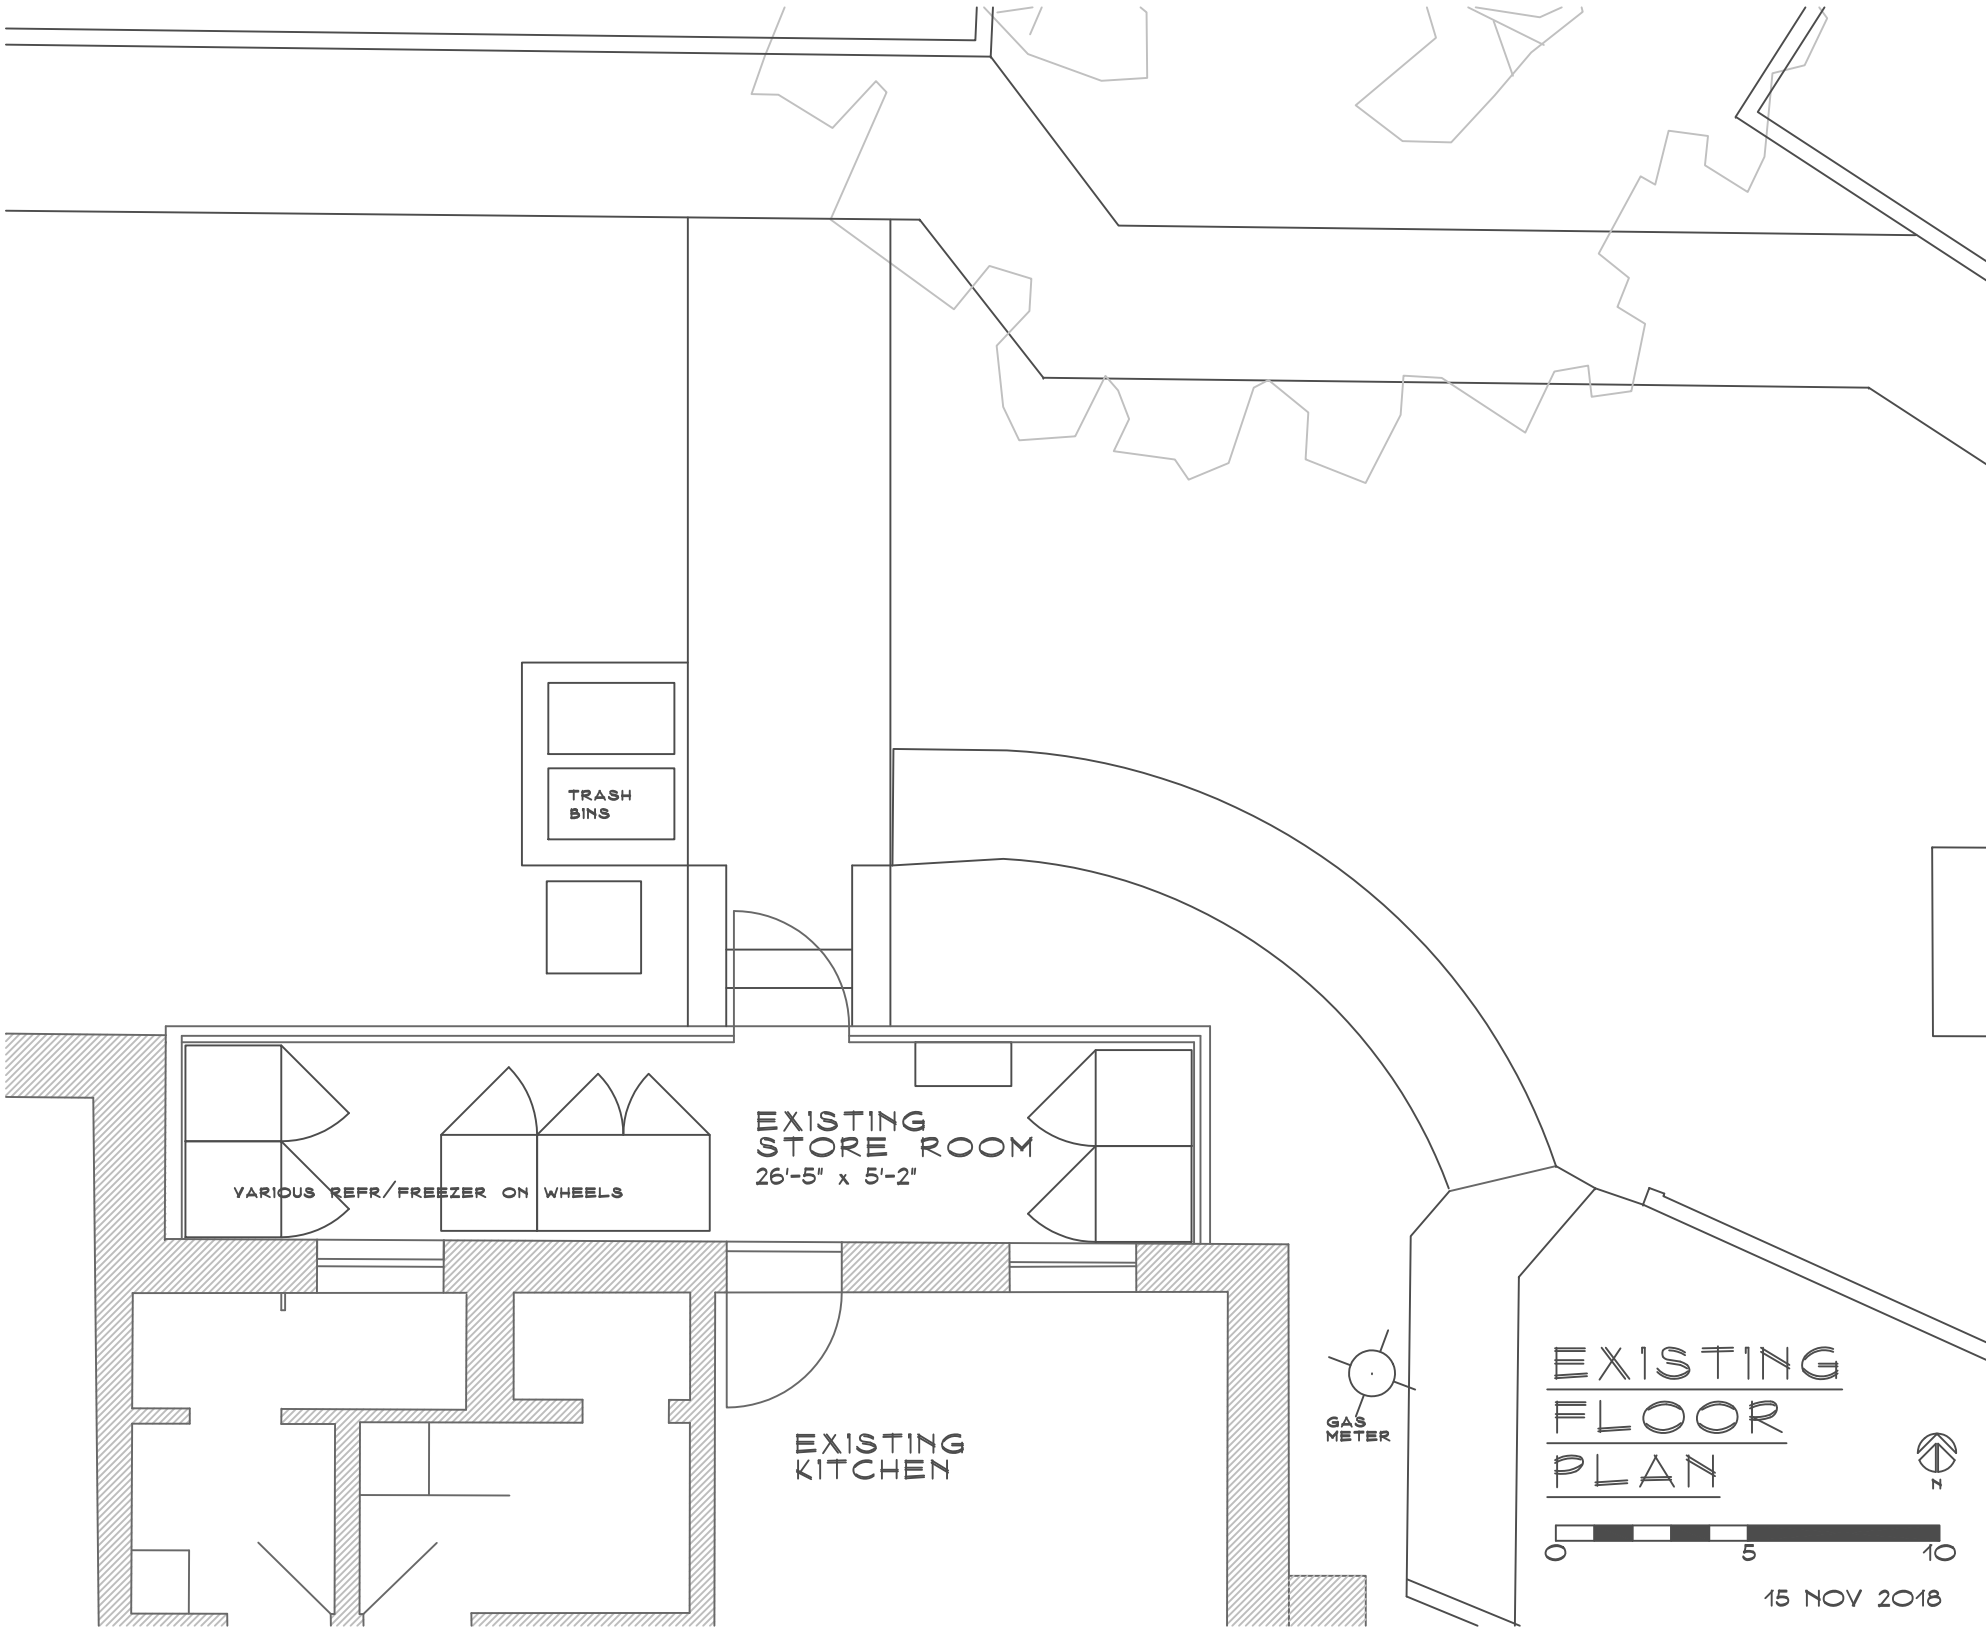 TRASH
BINS
EXISTING
STORE ROOM
26'-5" x 5'-2"
VARIOUS REFR/FREEZER ON WHEELS
GAS
METER
EXISTING
KITCHEN
EXISTING
FLOOR
PLAN
N
0 5 10
15 NOV 2018